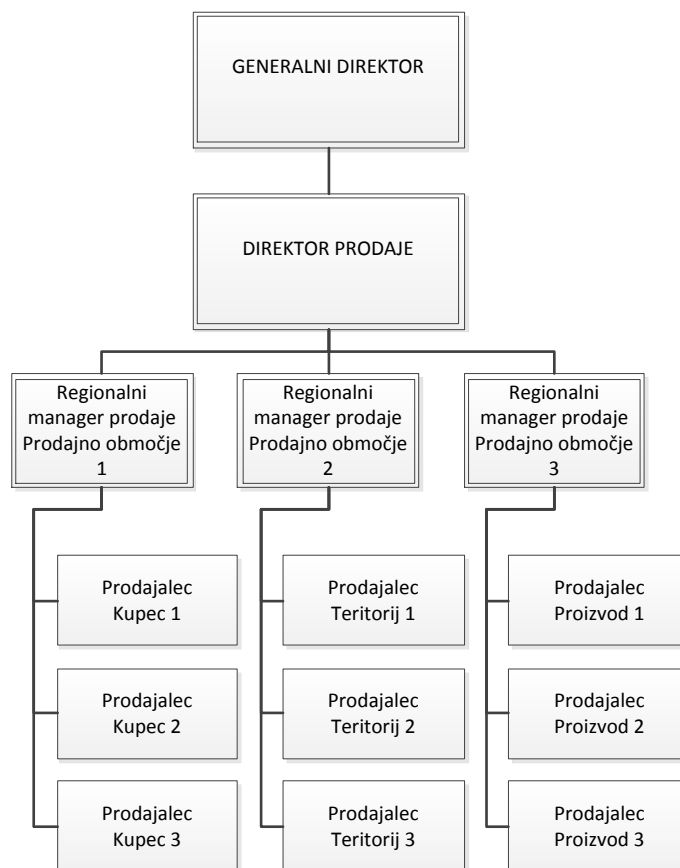 GENERALNI DIREKTOR
DIREKTOR PRODAJE
Regionalni
manager prodaje
Prodajno območje
1
Regionalni
manager prodaje
Prodajno območje
2
Regionalni
manager prodaje
Prodajno območje
3
Prodajalec
Kupec 1
Prodajalec
Teritorij 1
Prodajalec
Proizvod 1
Prodajalec
Kupec 2
Prodajalec
Teritorij 2
Prodajalec
Proizvod 2
Prodajalec
Kupec 3
Prodajalec
Teritorij 3
Prodajalec
Proizvod 3